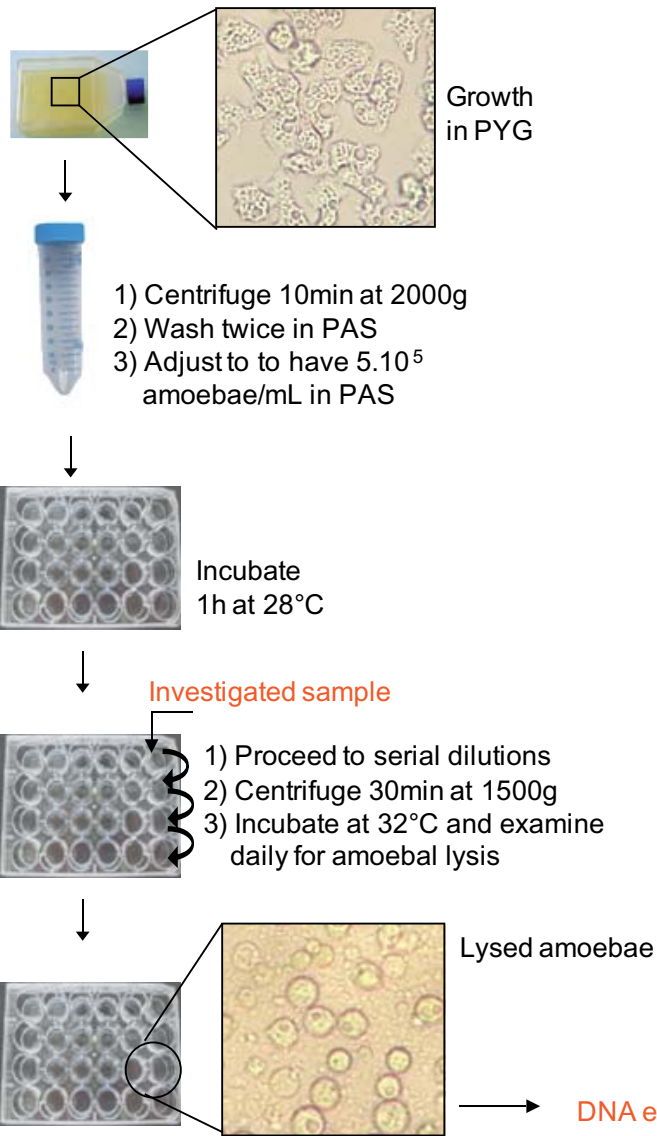 Growth
in PYG
1) Centrifuge 10min at 2000g
2) Wash twice in PAS
3) Adjust to to have 5.10⁵
amoebae/mL in PAS
Incubate
1h at 28°C
Investigated sample
1) Proceed to serial dilutions
2) Centrifuge 30min at 1500g
3) Incubate at 32°C and examine
daily for amoebal lysis
Lysed amoebae
DNA e